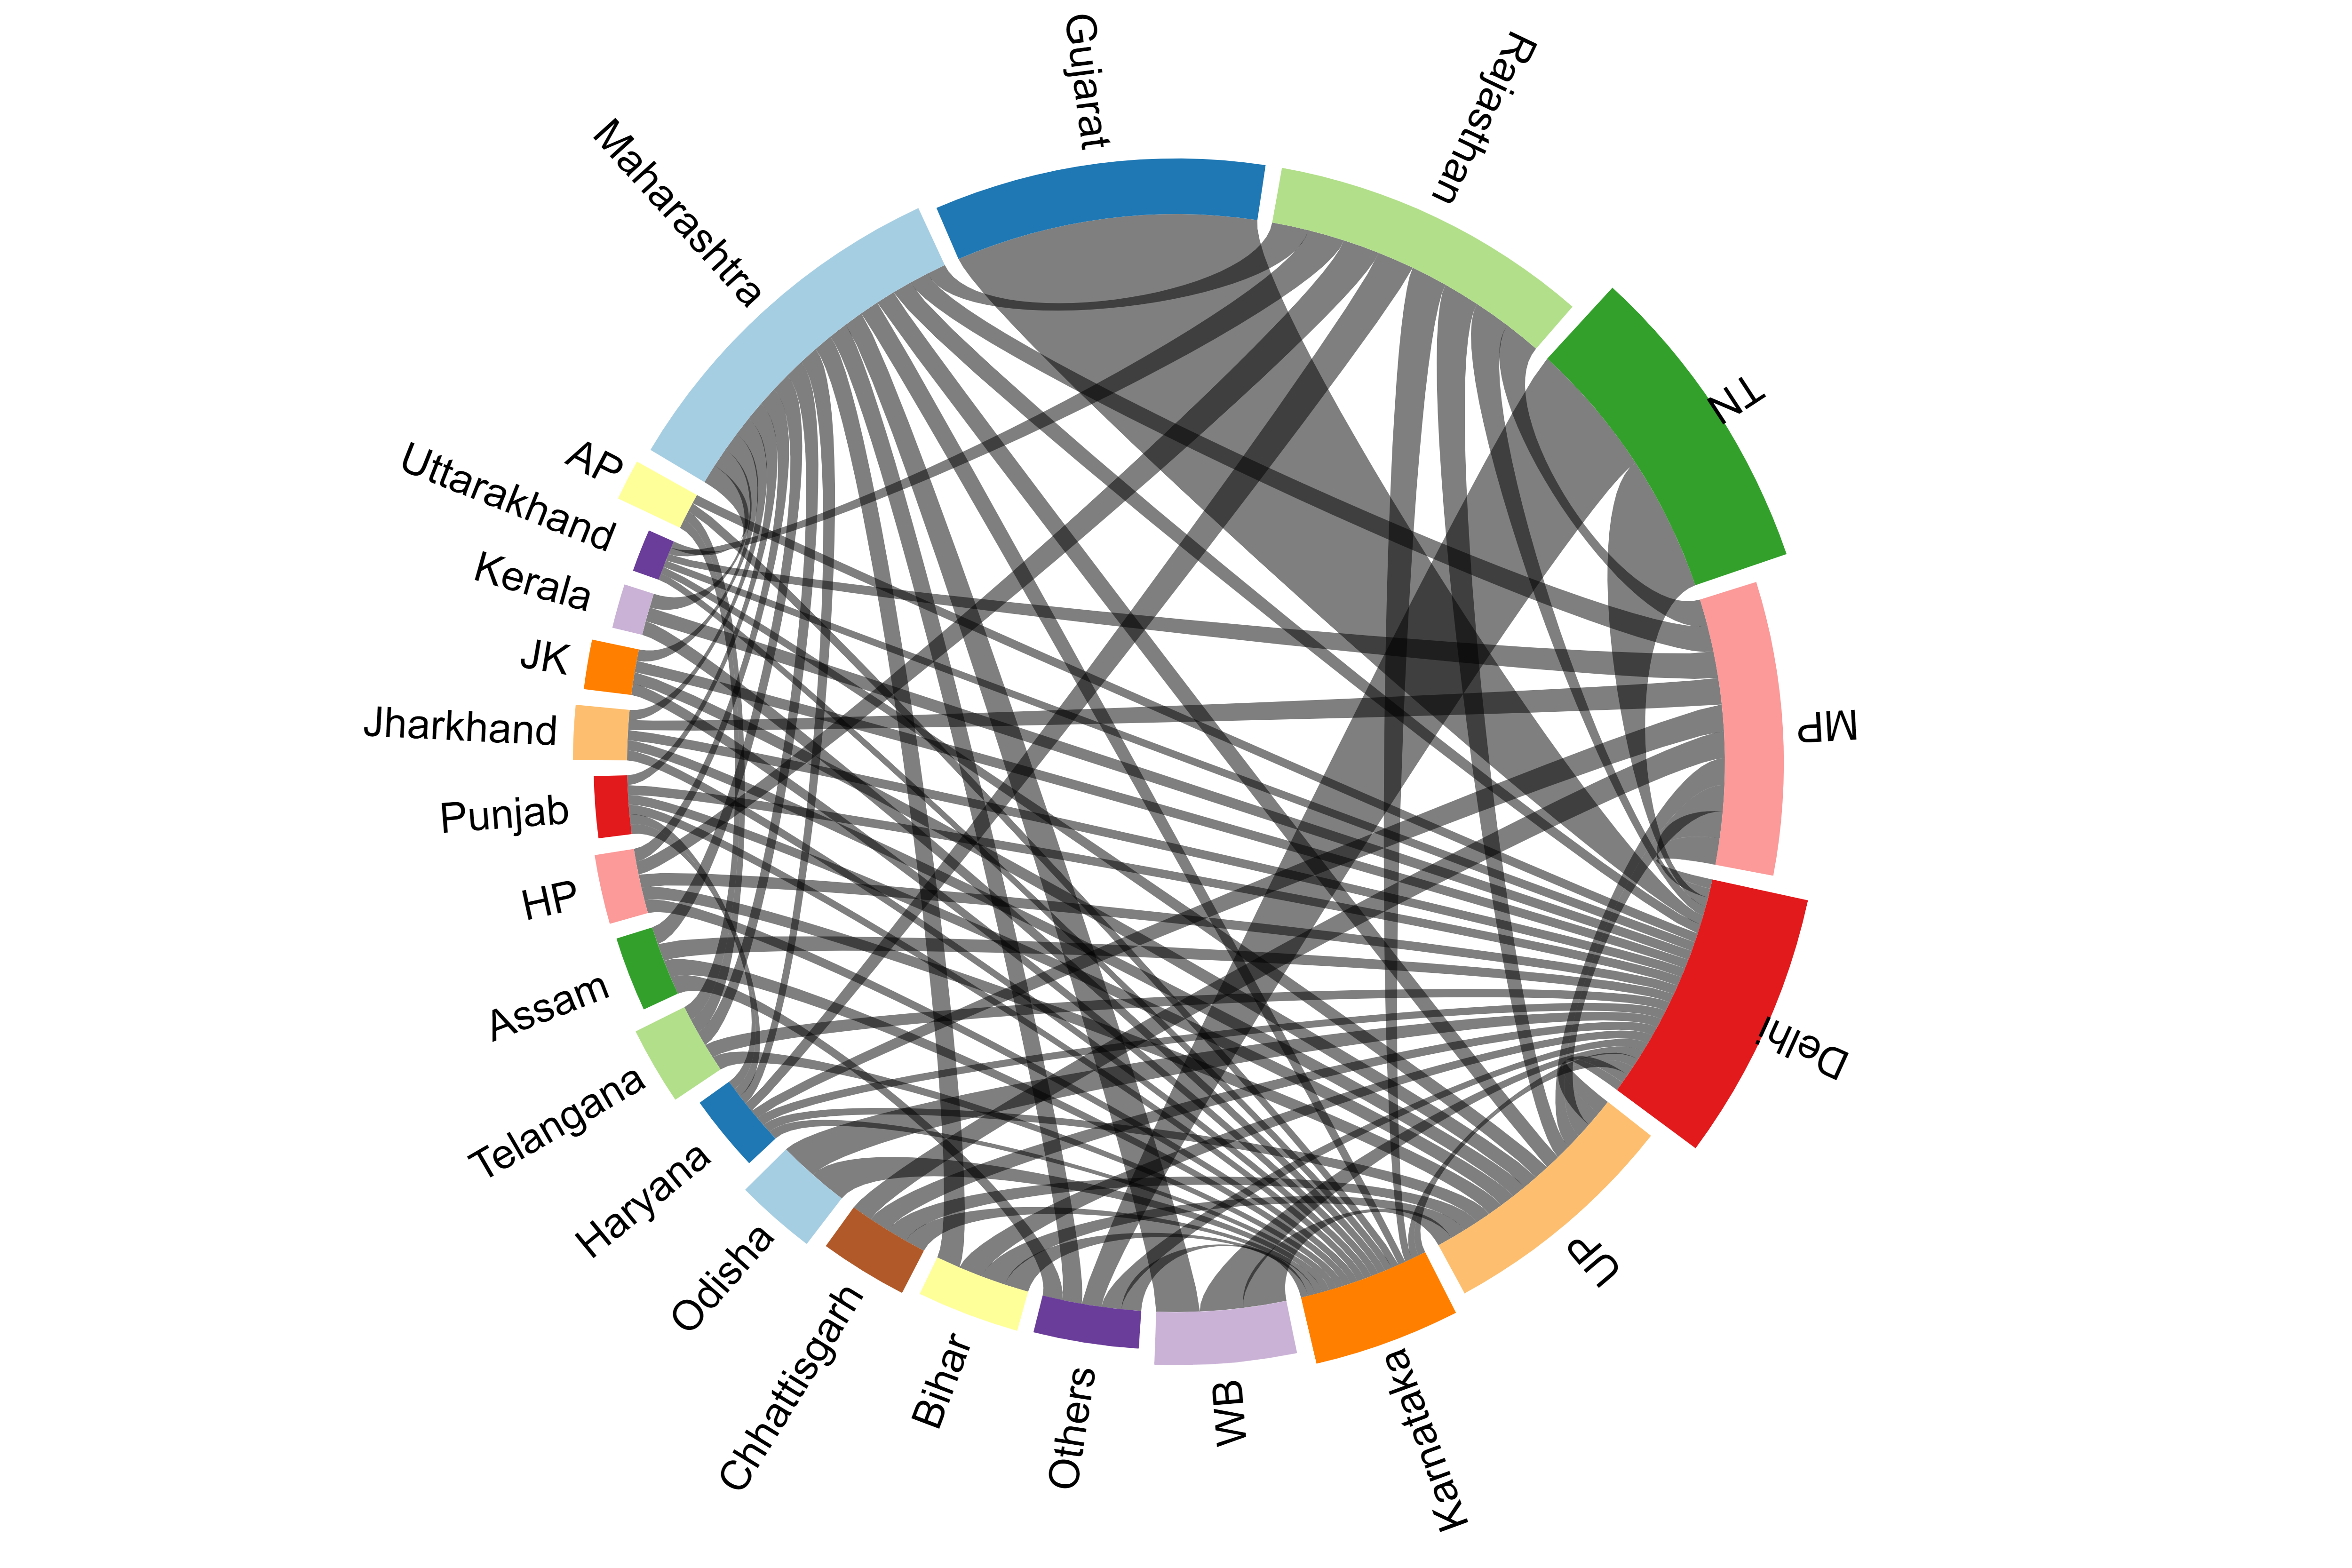 Gujarat
Rajasthan
TN
MP
Delhi
UP
Karnataka
WB
Others
Bihar
Chhattisgarh
Odisha
Haryana
Telangana
Assam
HP
Punjab
Jharkhand
JK
Kerala
Uttarakhand
AP
Maharashtra